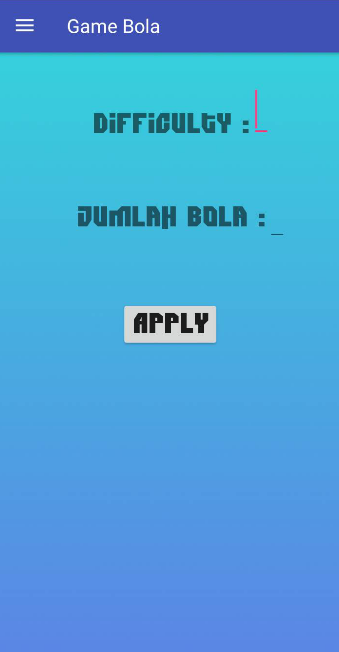 Game Bola
DiFFiCULtY :
JUMLAH BOLA :
APPLY